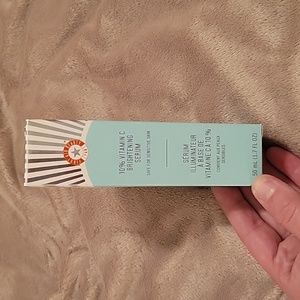 10% VITAMIN C
BRIGHTENING
SERUM
SAFE FOR SENSITIVE SKIN
SÉRUM
ILLUMINATEUR
À BASE DE
VITAMINE C À 10 %
CONVIENT AUX PEAUX
SENSIBLES
50 mL (1.7 FL OZ)